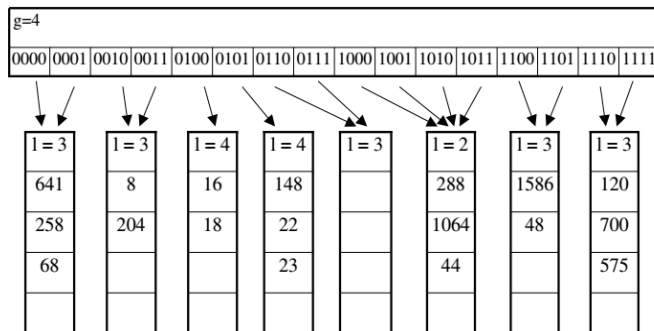 g=4
0000 0001 0010 0011 0100 0101 0110 0111 1000 1001 1010 1011 1100 1101 1110 1111
l = 3 l = 3 l = 4 l = 4 l = 3 l = 2 l = 3 l = 3
641 8 16 148 288 1586 120
258 204 18 22 1064 48 700
68 23 44 575